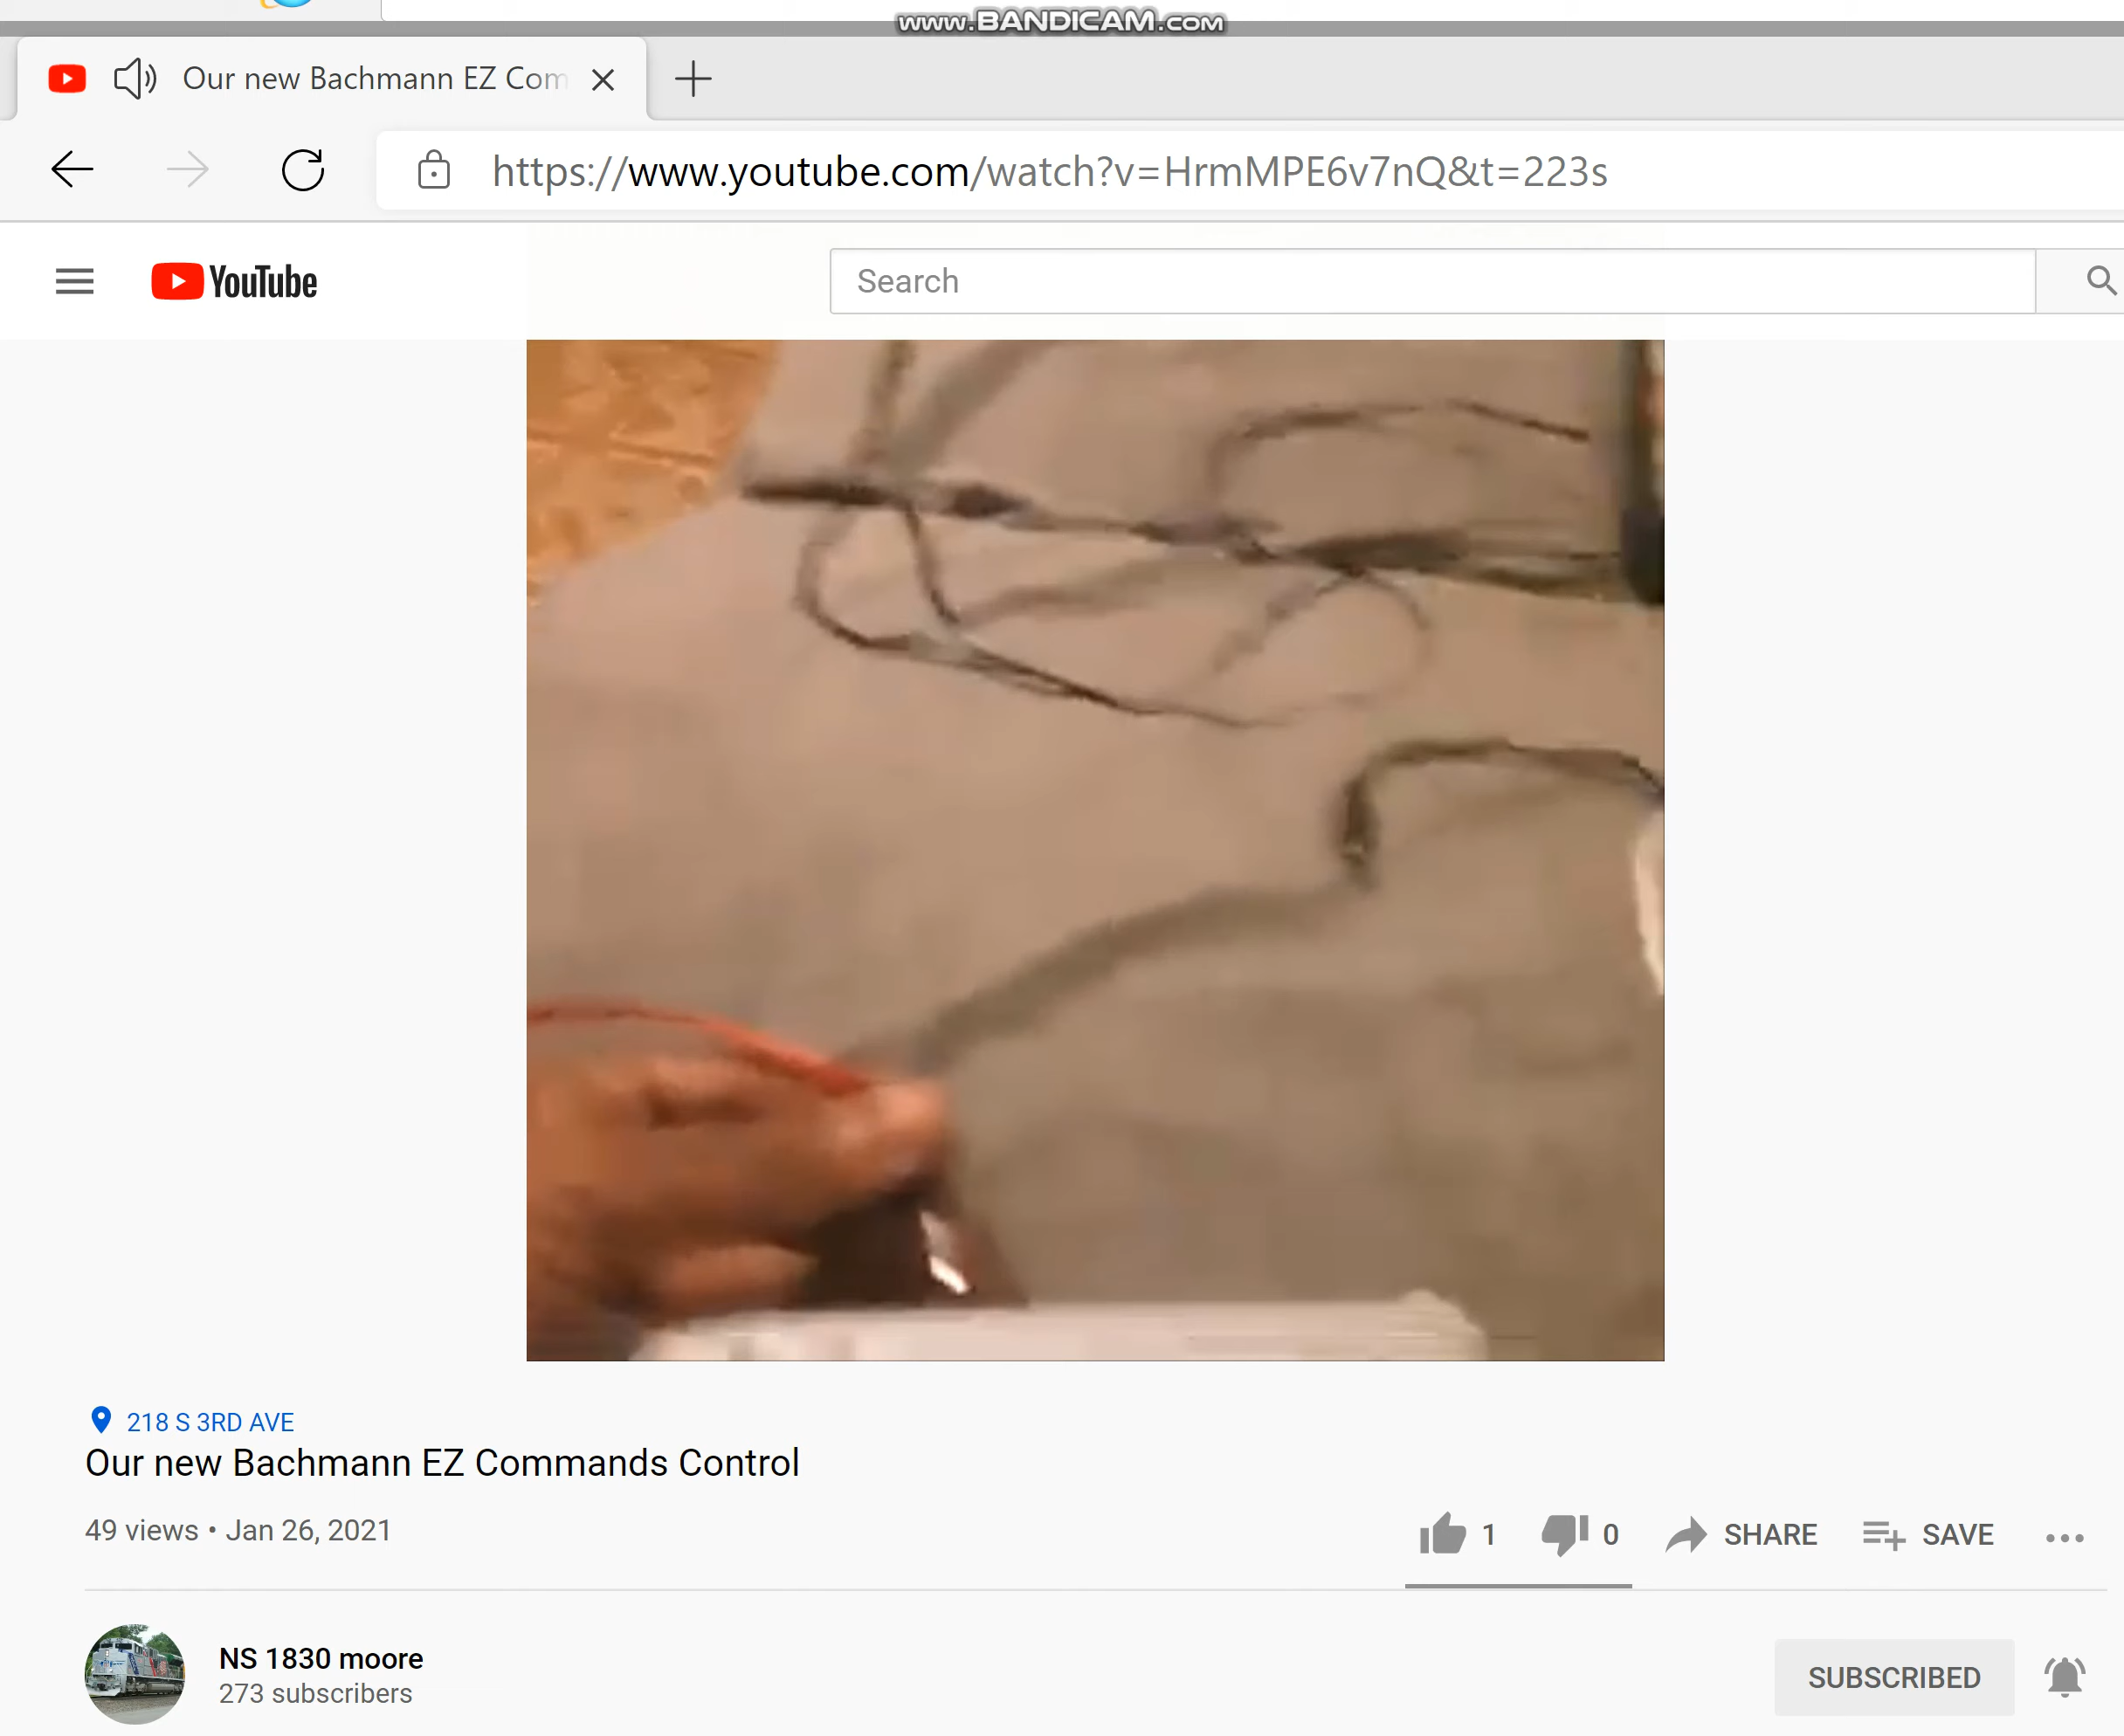 www.BANDICAM.com
Our new Bachmann EZ Com
https://www.youtube.com/watch?v=HrmMPE6v7nQ&t=223s
YouTube
Search
218 S 3RD AVE
Our new Bachmann EZ Commands Control
49 views • Jan 26, 2021
1
0
SHARE
SAVE
NS 1830 moore
273 subscribers
SUBSCRIBED